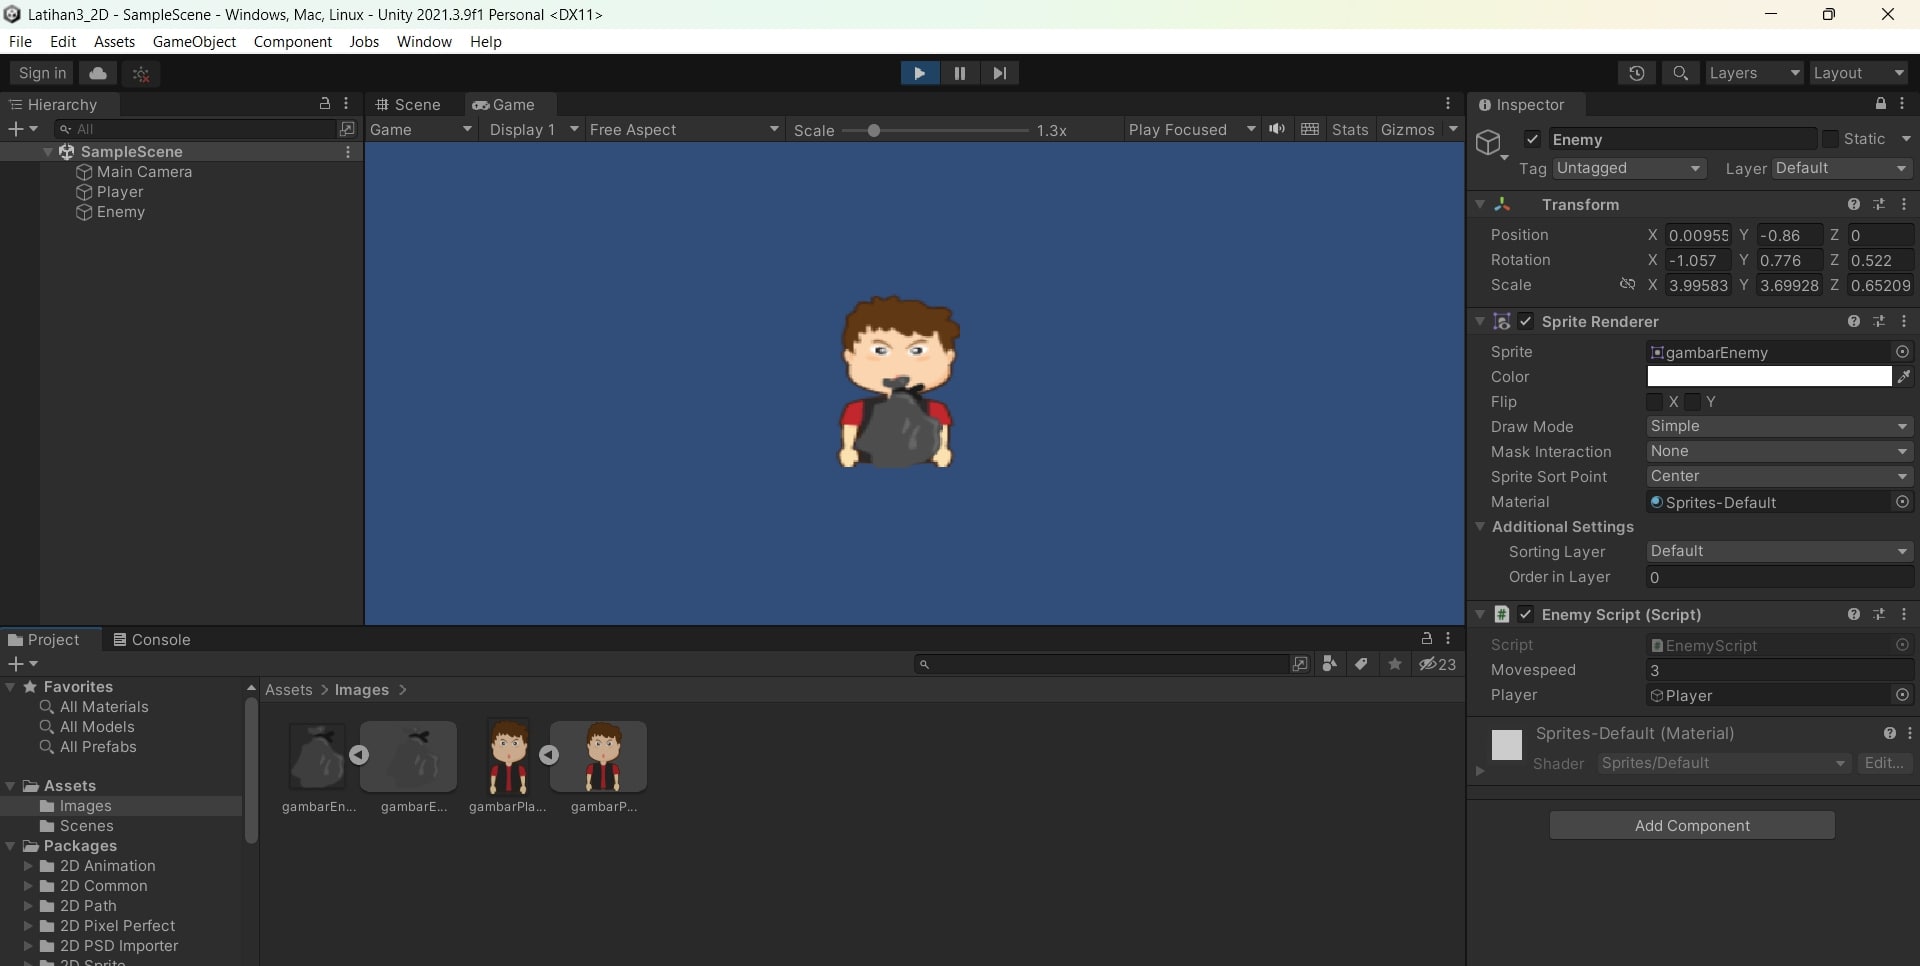 Latihan3_2D - SampleScene - Windows, Mac, Linux - Unity 2021.3.9f1 Personal <DX11>
File Edit Assets GameObject Component Jobs Window Help
Sign in
Layers
Layout
Hierarchy
All
SampleScene
Main Camera
Player
Enemy
Scene
Game
Game
Display 1
Free Aspect
Scale
1.3x
Play Focused
Stats
Gizmos
Inspector
Enemy
Static
Tag Untagged
Layer Default
Transform
Position X 0.00955 Y -0.86 Z 0
Rotation X -1.057 Y 0.776 Z 0.522
Scale X 3.99583 Y 3.69928 Z 0.65209
Sprite Renderer
Sprite gambarEnemy
Color
Flip X Y
Draw Mode Simple
Mask Interaction None
Sprite Sort Point Center
Material Sprites-Default
Additional Settings
Sorting Layer Default
Order in Layer 0
Enemy Script (Script)
Script EnemyScript
Movespeed 3
Player Player
Sprites-Default (Material)
Shader Sprites/Default Edit...
Add Component
Project
Console
23
Favorites
All Materials
All Models
All Prefabs
Assets
Images
Scenes
Packages
2D Animation
2D Common
2D Path
2D Pixel Perfect
2D PSD Importer
2D Sprite
Assets > Images >
gambarEn...
gambarE...
gambarPla...
gambarP...